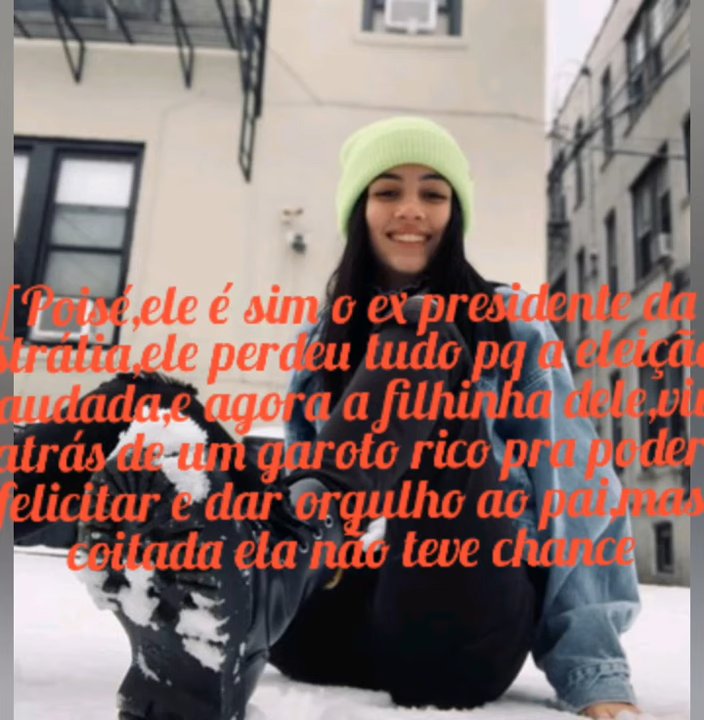 [Poisé,ele é sim o ex presidente da
strália,ele perdeu tudo pq a eleiçã
audada,e agora a filhinha dele,vi
atrás de um garoto rico pra poder
felicitar e dar orgulho ao pai,mas
coitada ela não teve chance